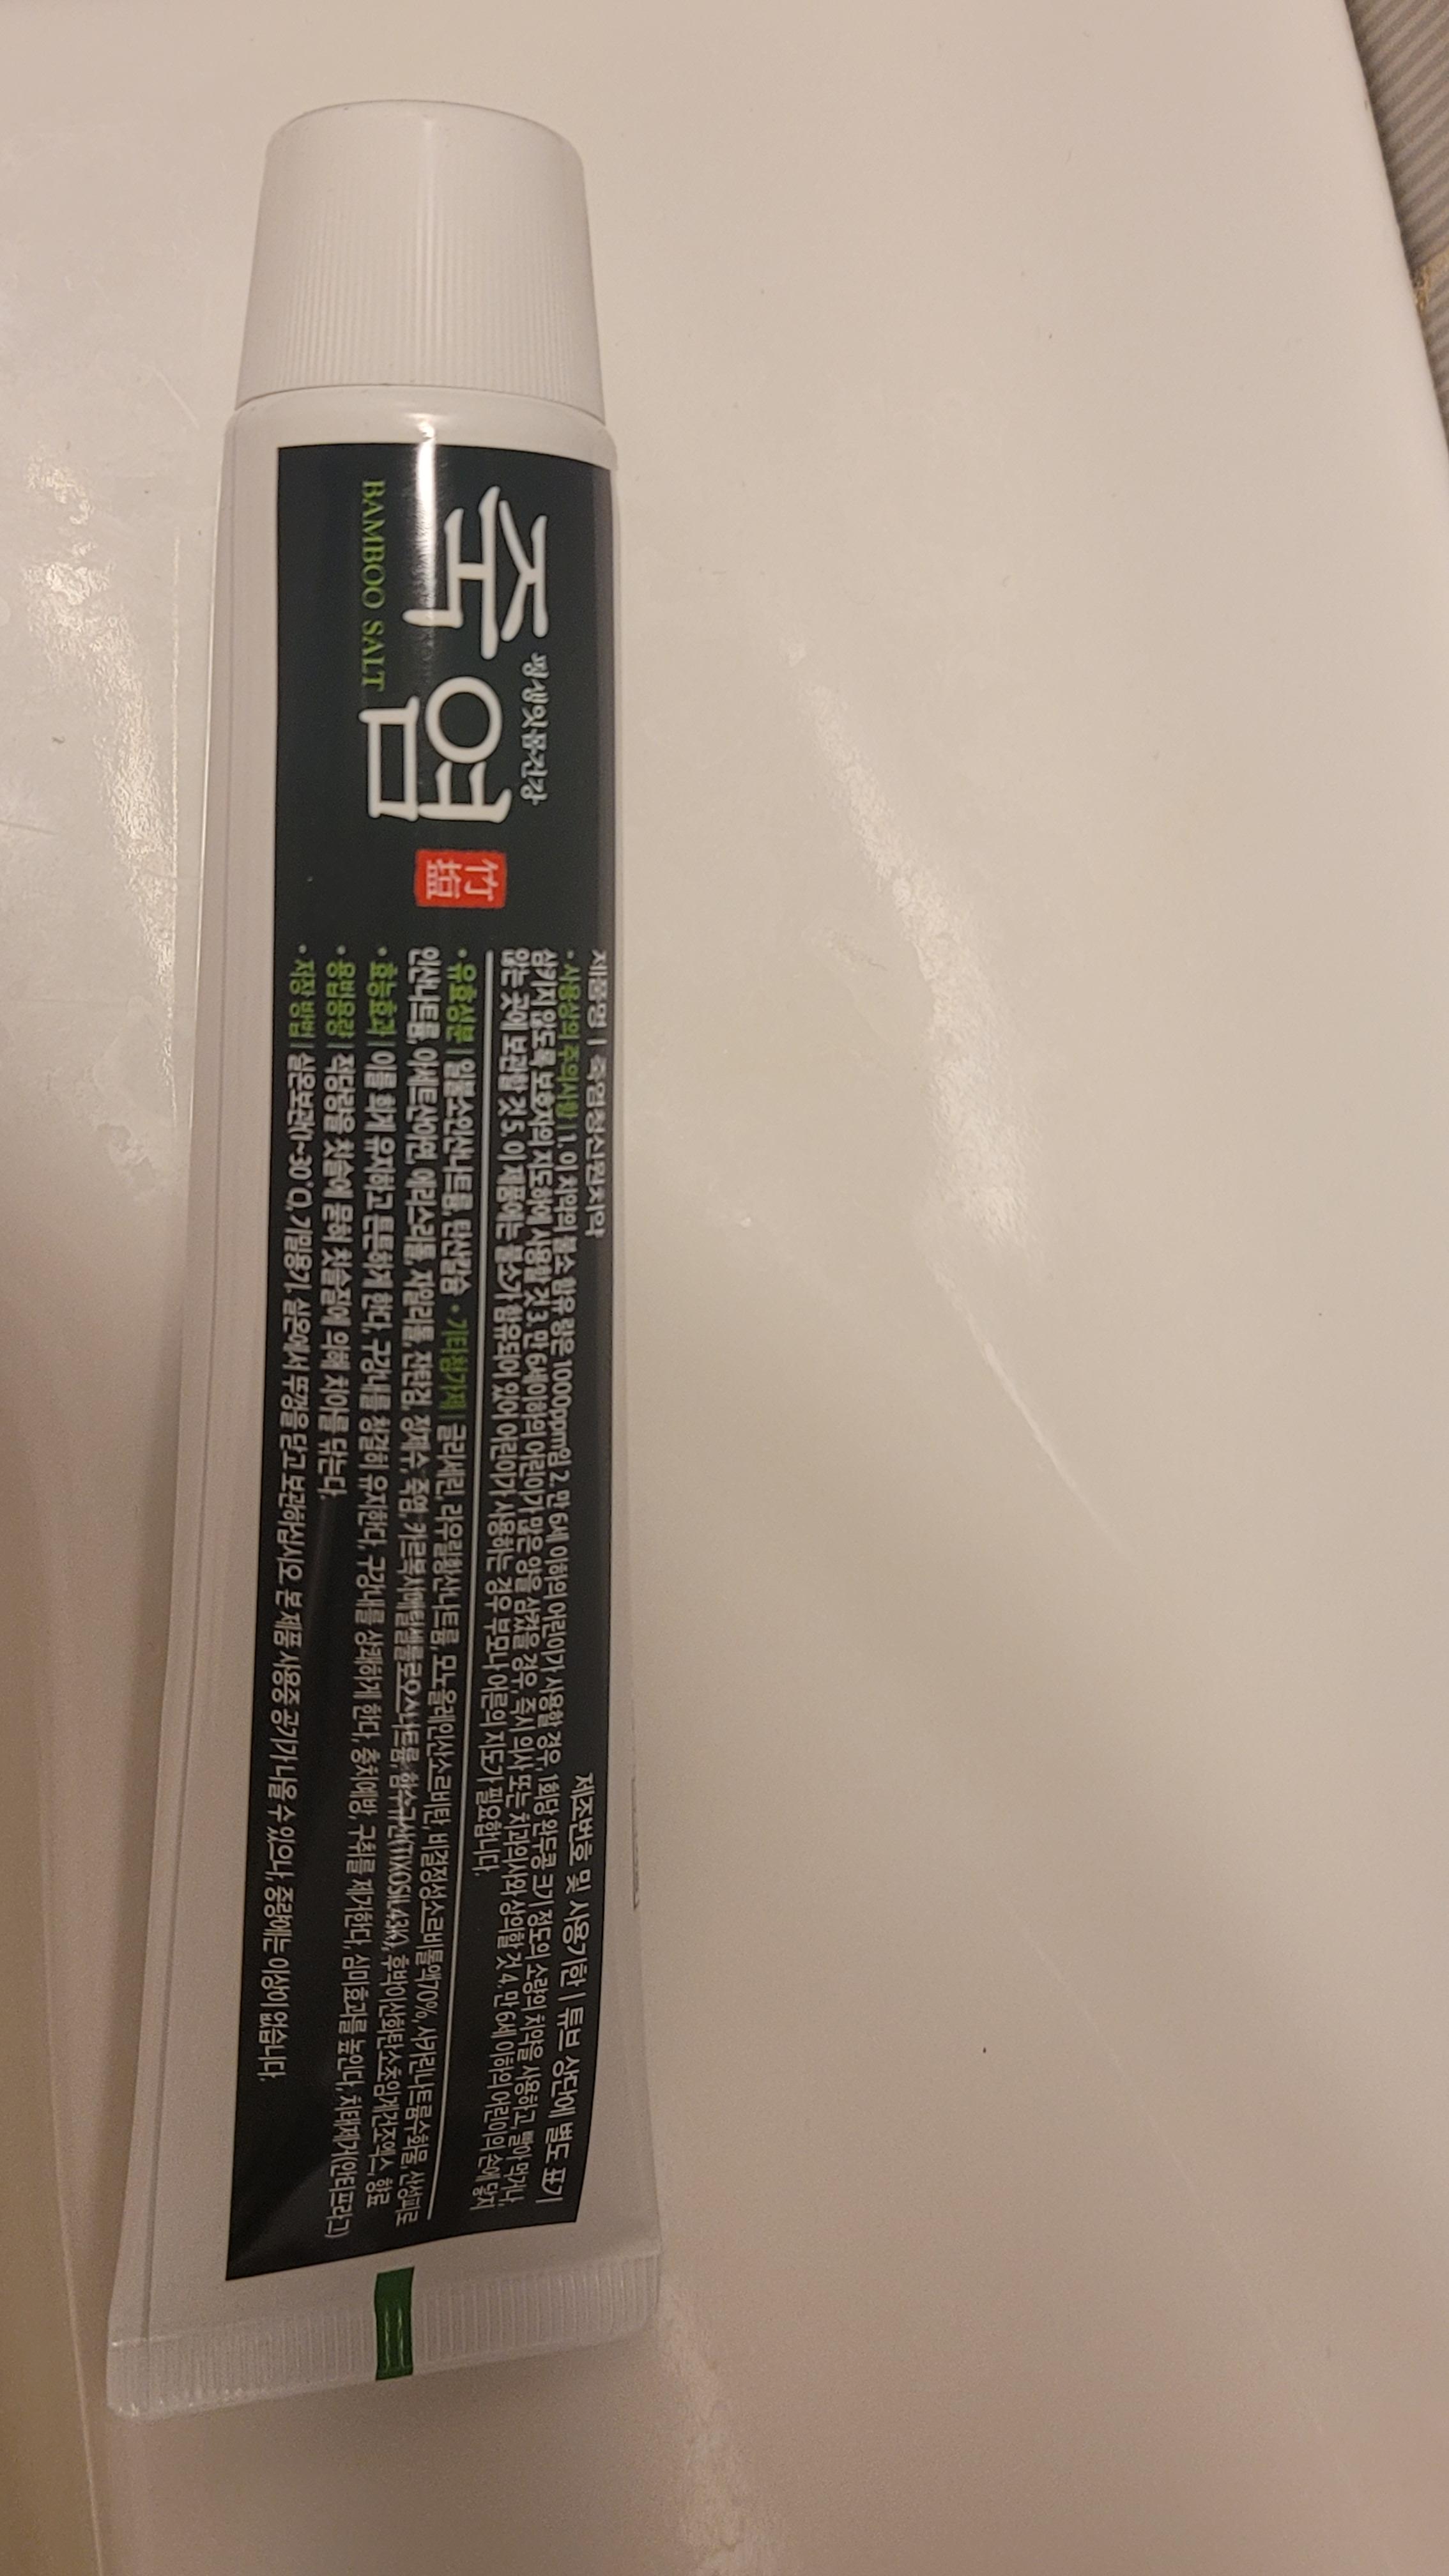 평생잇몸건강
죽염
BAMBOO SALT
竹塩
제품명 | 죽염청신원치약
제조번호 및 사용기한 | 튜브 상단에 별도 표기
• 사용상의 주의사항 | 1. 이 치약의 불소 함유량은 1000ppm임 2. 만 6세 이하의 어린이가 사용할 경우, 1회당 완두콩 크기 정도의 소량의 치약을 사용하고, 빨아 먹거나
삼키지 않도록 보호자의 지도하에 사용할 것 3. 만 6세이하의 어린이가 많은 양을 삼켰을 경우, 즉시 의사 또는 치과의사와 상의할 것 4. 만 6세 이하의 어린이의 손에 닿지
않는 곳에 보관할 것 5. 이 제품에는 불소가 함유되어 있어 어린이가 사용하는 경우 부모나 어른의 지도가 필요합니다.
• 유효성분 | 일불소인산나트륨, 탄산칼슘 • 기타첨가제 | 글리세린, 라우릴황산나트륨, 모노올레인산소르비탄, 비결정성소르비톨액70%, 사카린나트륨수화물, 산성피로
인산나트륨, 아세트산이연, 에리스리톨, 자일리톨, 잔탄검, 정제수, 죽염, 카르복시메틸셀룰로오스나트륨, 함수규산(TIXOSIL 43K), 후박이산화탄소초임계건조엑스, 향료
• 효능효과 | 이를 희게 유지하고 튼튼하게 한다, 구강내를 청결히 유지한다, 구강내를 상쾌하게 한다, 충치예방, 구취를 제거한다, 심미효과를 높인다, 치태제거(안티프라그)
• 용법용량 | 적당량을 칫솔에 묻혀 칫솔질에 의해 치아를 닦는다.
• 저장 방법 | 실온보관(1~30˚C), 기밀용기, 실온에서 뚜껑을 닫고 보관하십시오. 본 제품 사용중 공기가 나올 수 있으나, 중량에는 이상이 없습니다.